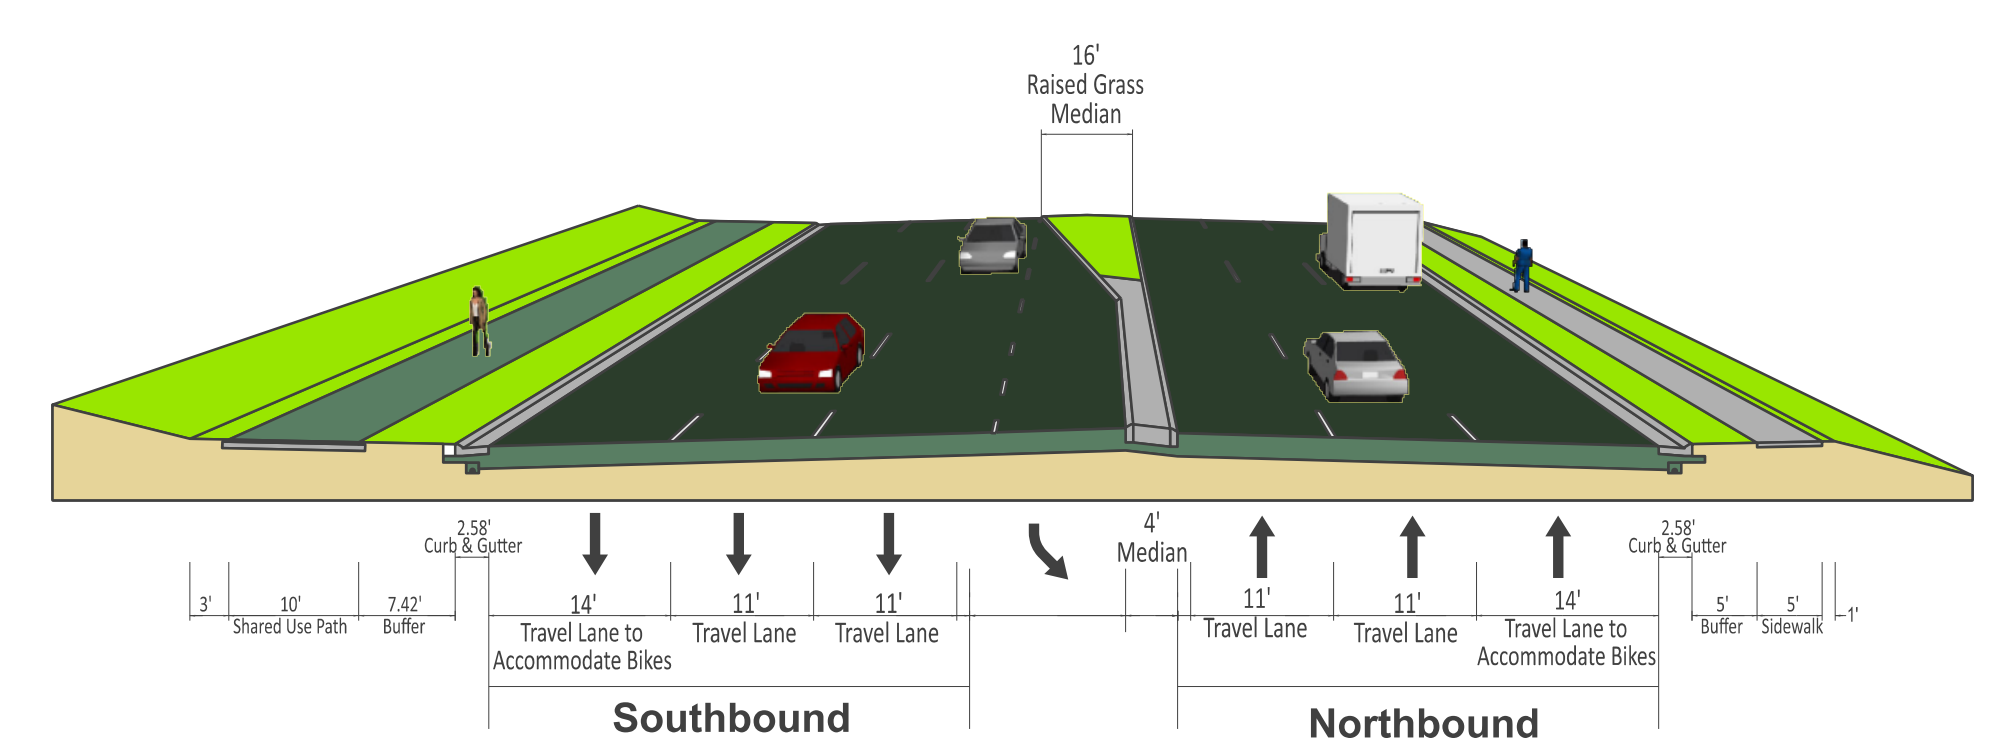 16'
Raised Grass
Median
2.58'
Curb & Gutter
4'
Median
2.58'
Curb & Gutter
3'
10'
Shared Use Path
7.42'
Buffer
14'
Travel Lane to
Accommodate Bikes
11'
Travel Lane
11'
Travel Lane
11'
Travel Lane
11'
Travel Lane
14'
Travel Lane to
Accommodate Bikes
5'
Buffer
5'
Sidewalk
1'
Southbound
Northbound